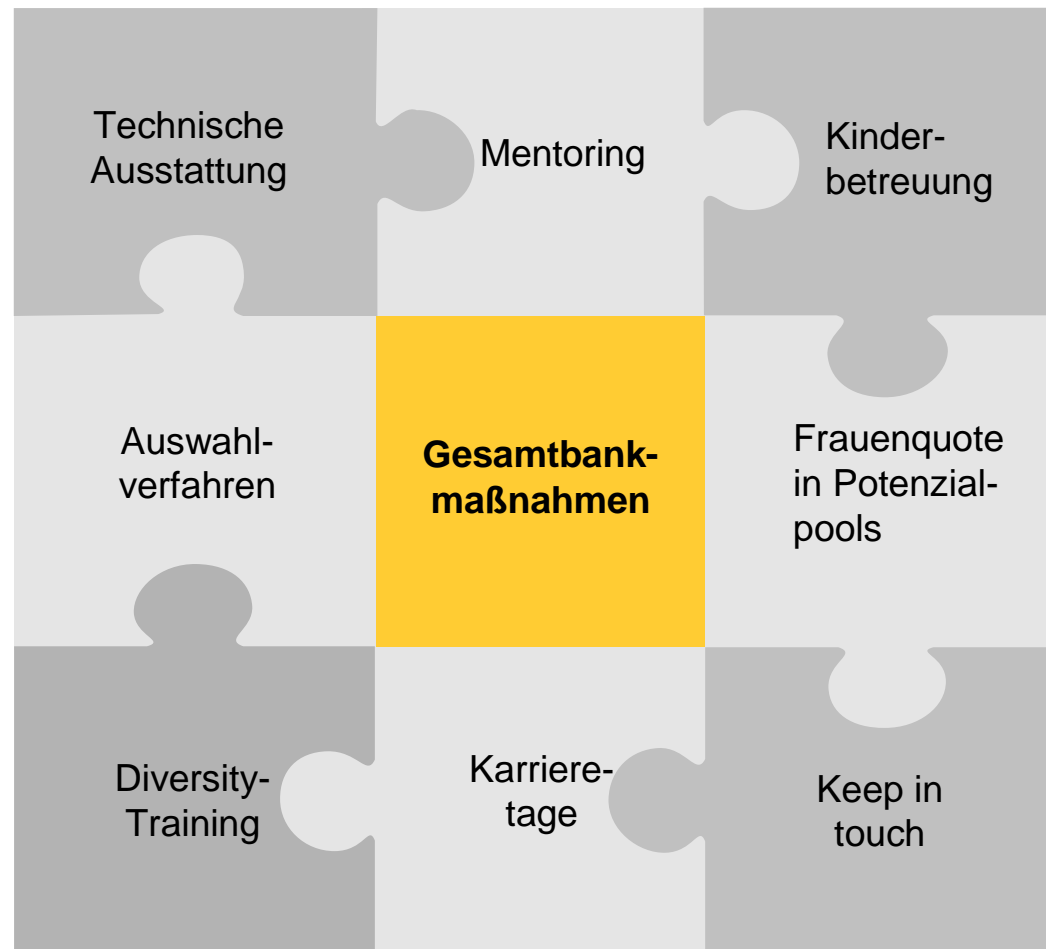 Technische
Ausstattung
Mentoring
Kinder-
betreuung
Auswahl-
verfahren
Gesamtbank-
maßnahmen
Frauenquote
in Potenzial-
pools
Diversity-
Training
Karriere-
tage
Keep in
touch